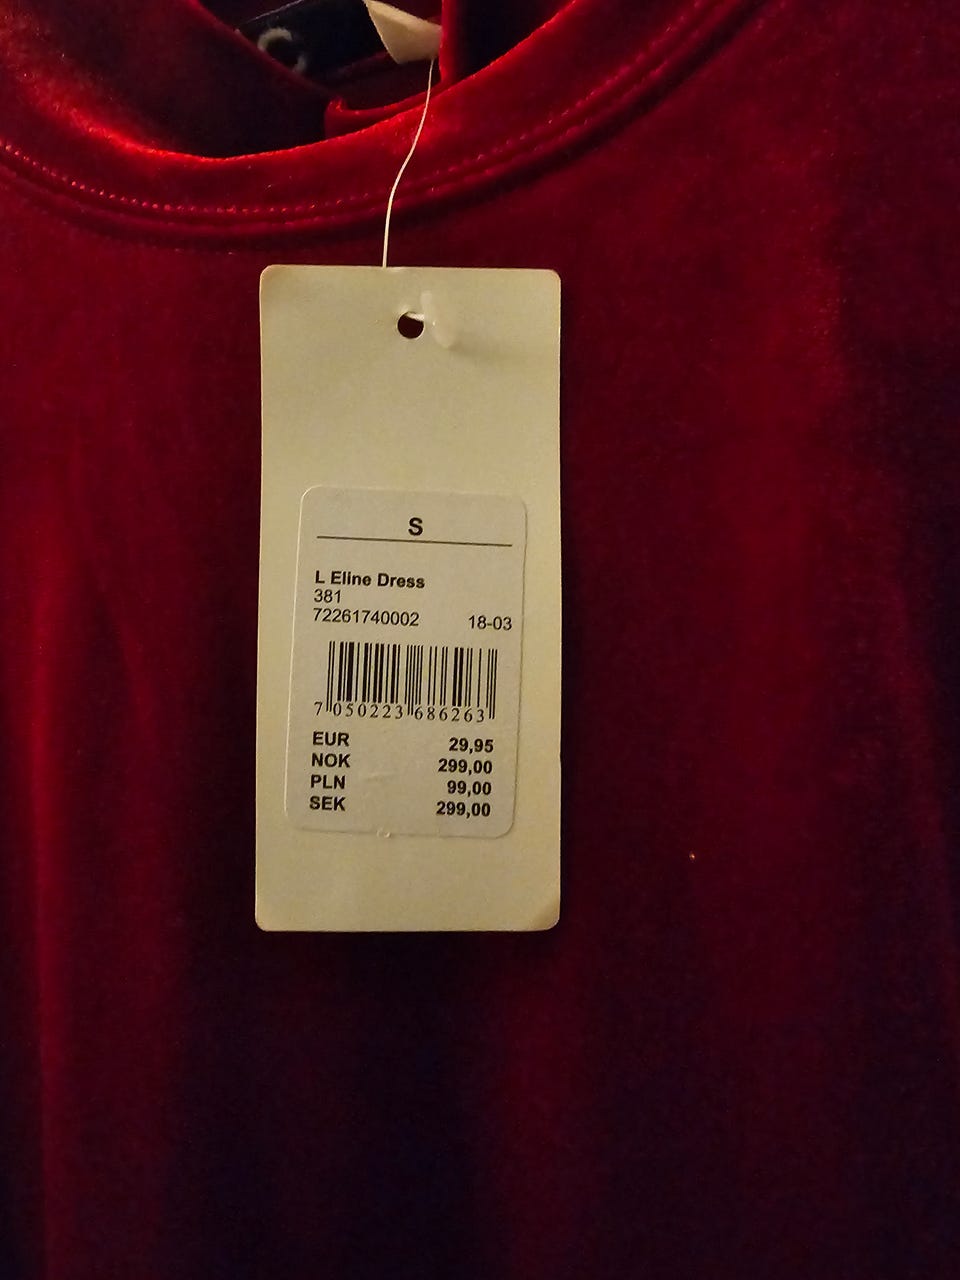 S
L Eline Dress
381
72261740002 18-03
7 050223 686263
EUR 29,95
NOK 299,00
PLN 99,00
SEK 299,00